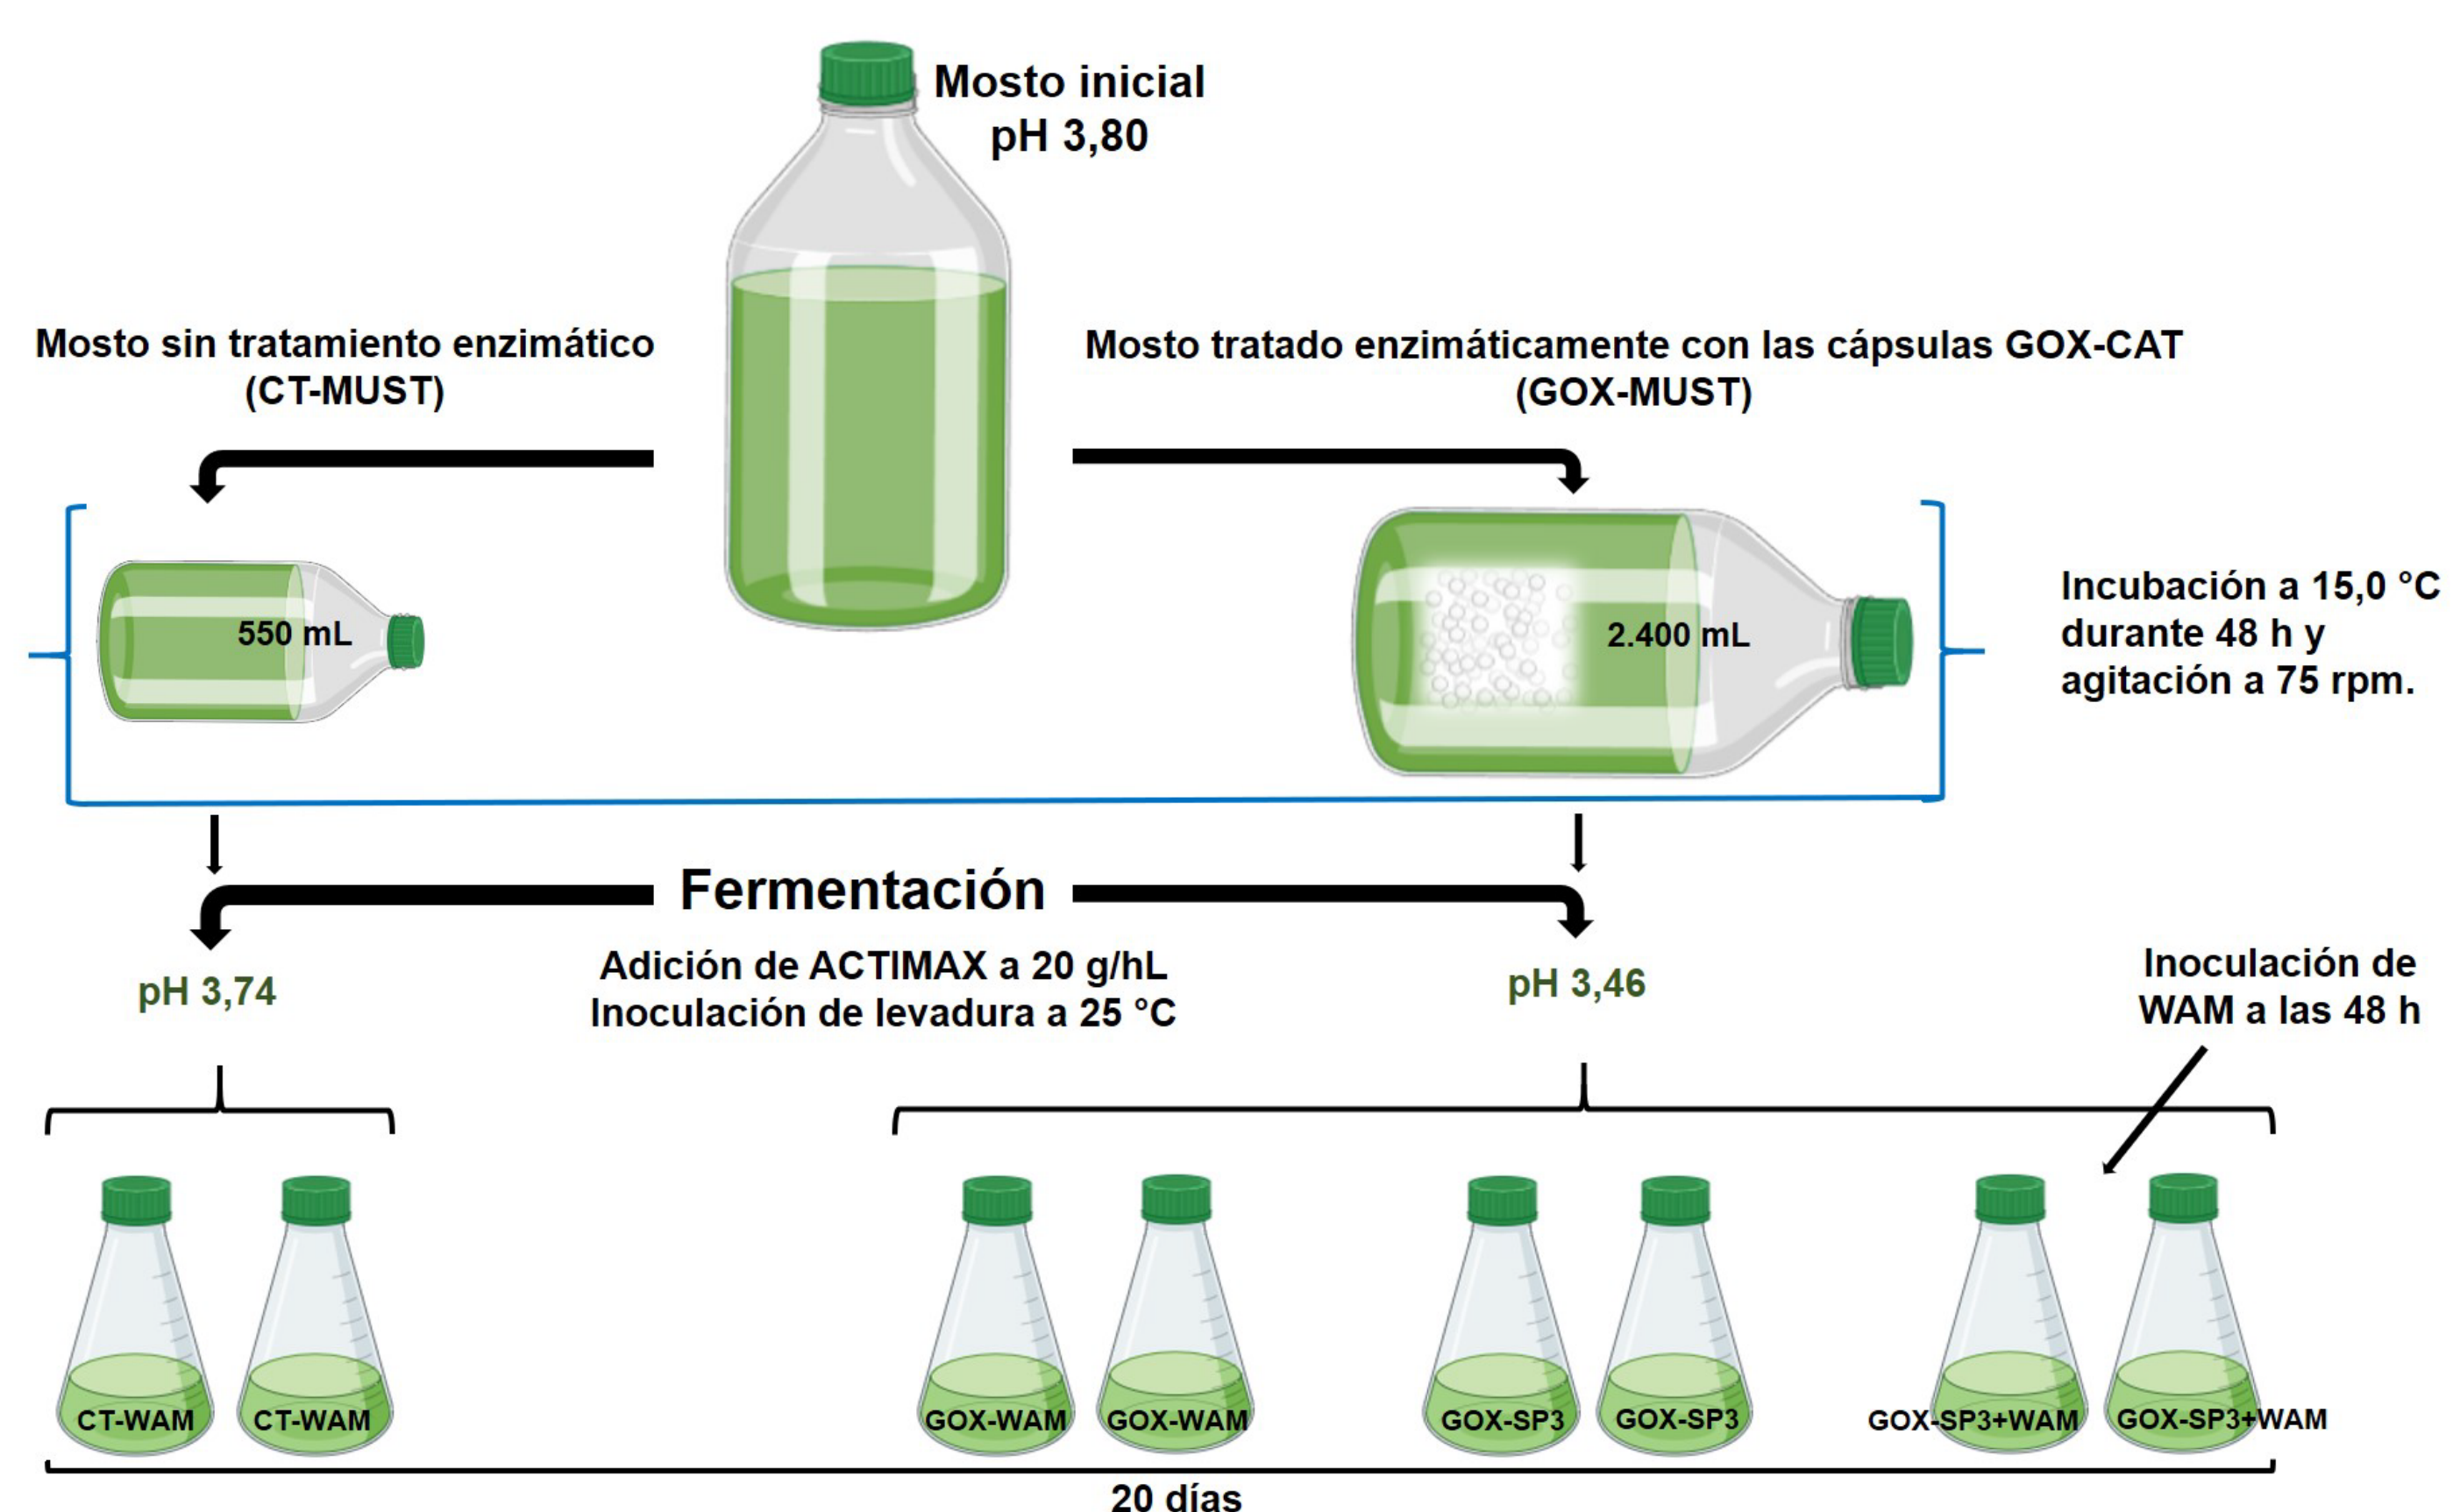 Mosto inicial
pH 3,80
Mosto sin tratamiento enzimático
(CT-MUST)
Mosto tratado enzimáticamente con las cápsulas GOX-CAT
(GOX-MUST)
550 mL
2.400 mL
Incubación a 15,0 °C
durante 48 h y
agitación a 75 rpm.
Fermentación
Adición de ACTIMAX a 20 g/hL
Inoculación de levadura a 25 °C
pH 3,74
pH 3,46
Inoculación de
WAM a las 48 h
CT-WAM
CT-WAM
GOX-WAM
GOX-WAM
GOX-SP3
GOX-SP3
GOX-SP3+WAM
GOX-SP3+WAM
20 días